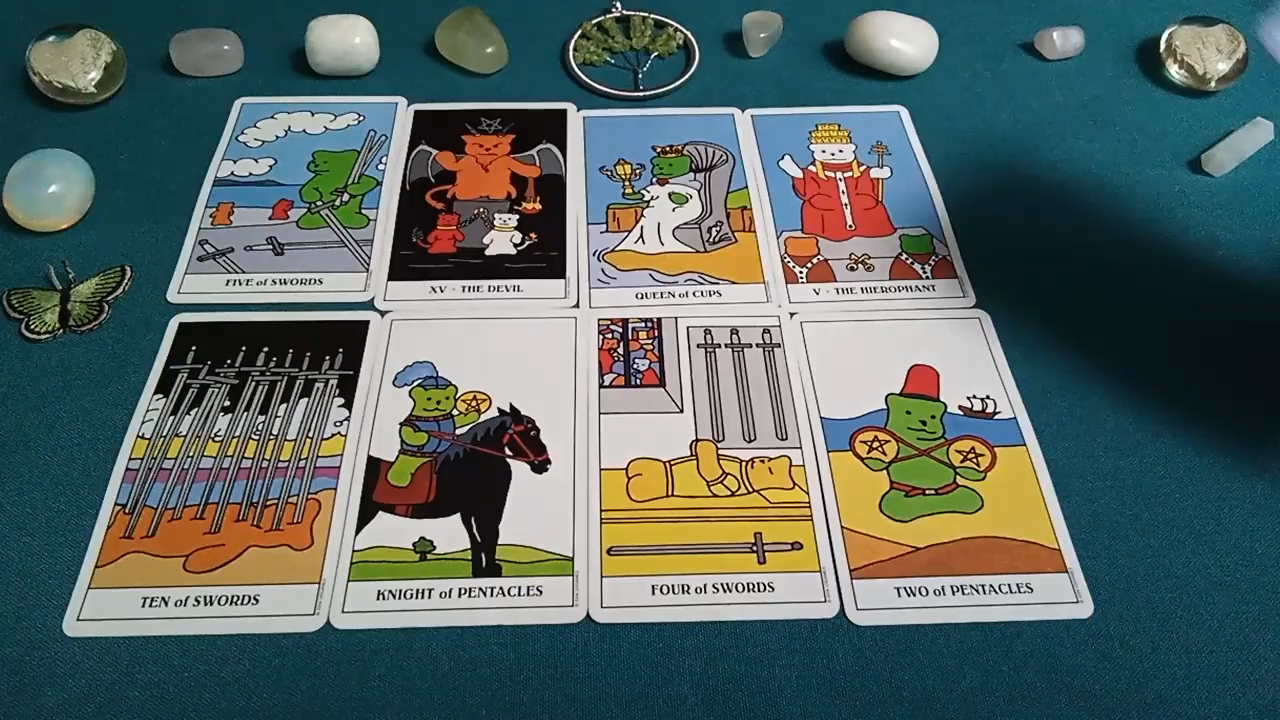 FIVE of SWORDS
XV • THE DEVIL
QUEEN of CUPS
V • THE HIEROPHANT
TEN of SWORDS
KNIGHT of PENTACLES
FOUR of SWORDS
TWO of PENTACLES